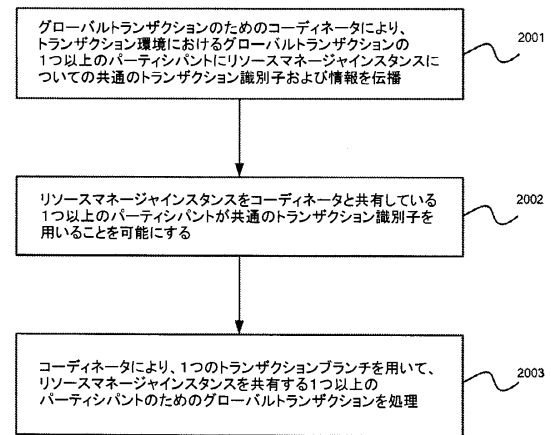 グローバルトランザクションのためのコーディネータにより、
トランザクション環境におけるグローバルトランザクションの
1つ以上のパーティシパントにリソースマネージャインスタンスに
ついての共通のトランザクション識別子および情報を伝播
2001
リソースマネージャインスタンスをコーディネータと共有している
1つ以上のパーティシパントが共通のトランザクション識別子を
用いることを可能にする
2002
コーディネータにより、1つのトランザクションブランチを用いて、
リソースマネージャインスタンスを共有する1つ以上の
パーティシパントのためのグローバルトランザクションを処理
2003